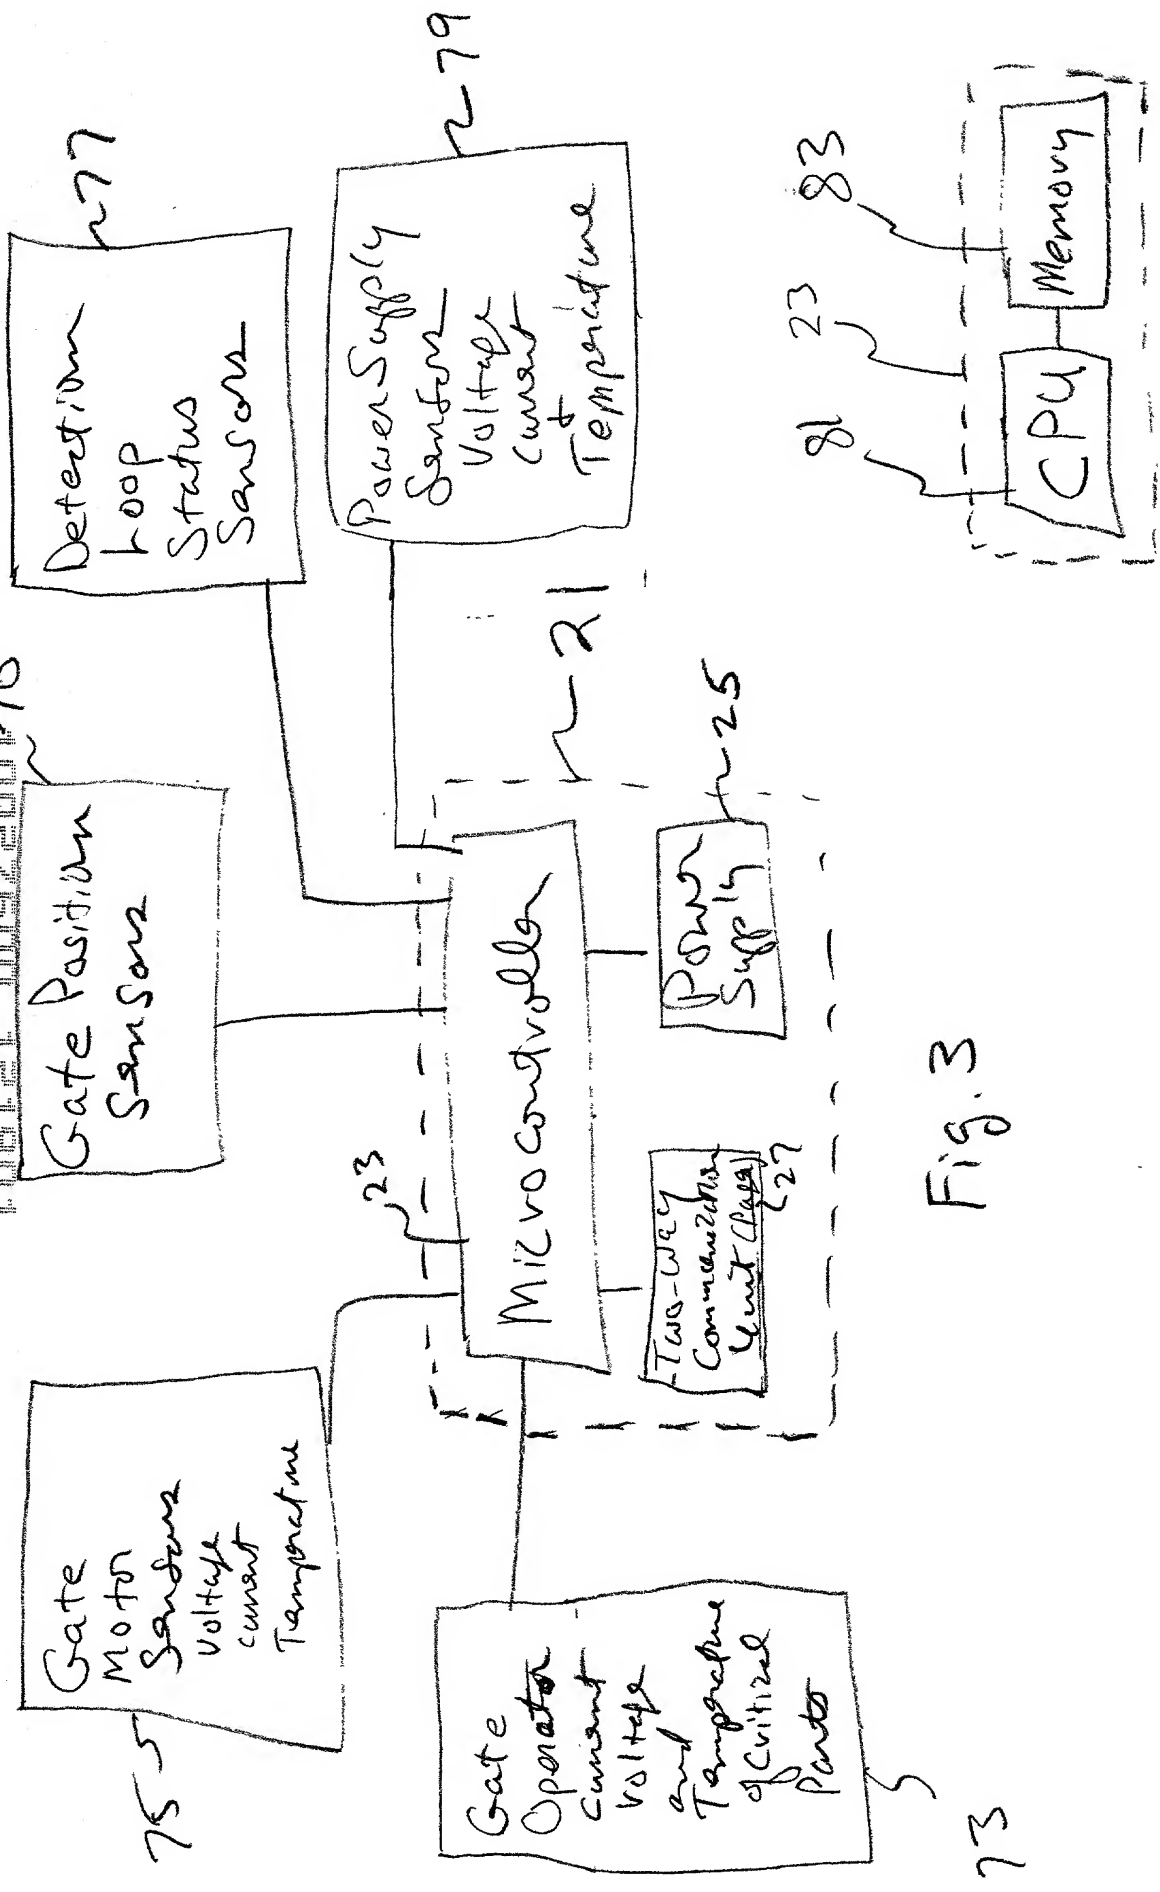 75
Gate
Motor
Sensors
Voltage
Current
Temperature
Gate Position
Sensors
Detection
Loop
Status
Sensors
77
Power Supply
Sensors
Voltage
Current
+
Temperature
79
Gate
Operator
Current
Voltage
and
Temperature
of Critical
Parts
73
23
Microcontroller
21
Two-Way
Communication
Unit (Pager)
27
Power
Supply
25
81
23
83
CPU
Memory
Fig. 3